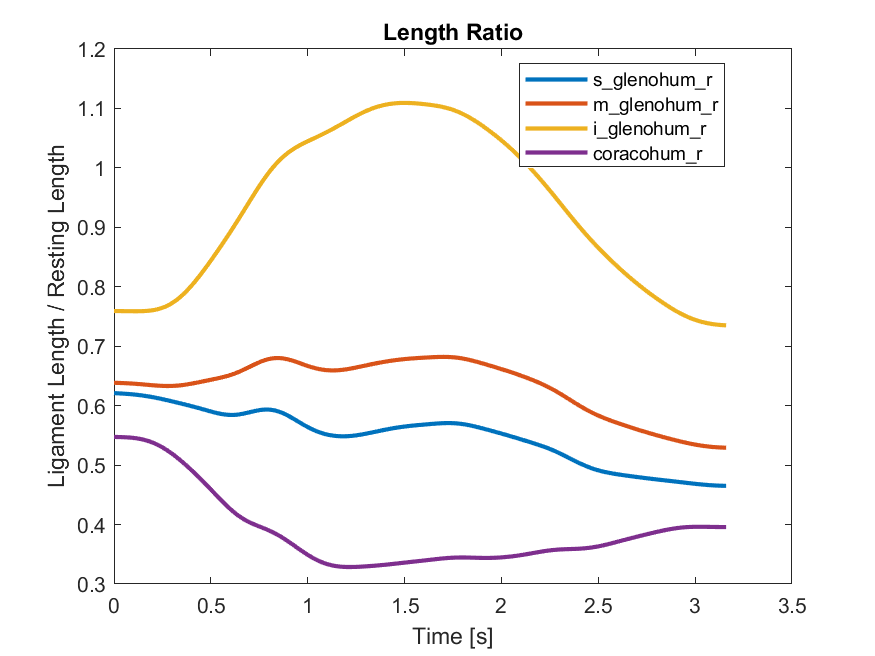 Length Ratio
1.2
1.1
1
0.9
0.8
0.7
0.6
0.5
0.4
0.3
Ligament Length / Resting Length
s_glenohum_r
m_glenohum_r
i_glenohum_r
coracohum_r
0 0.5 1 1.5 2 2.5 3 3.5
Time [s]